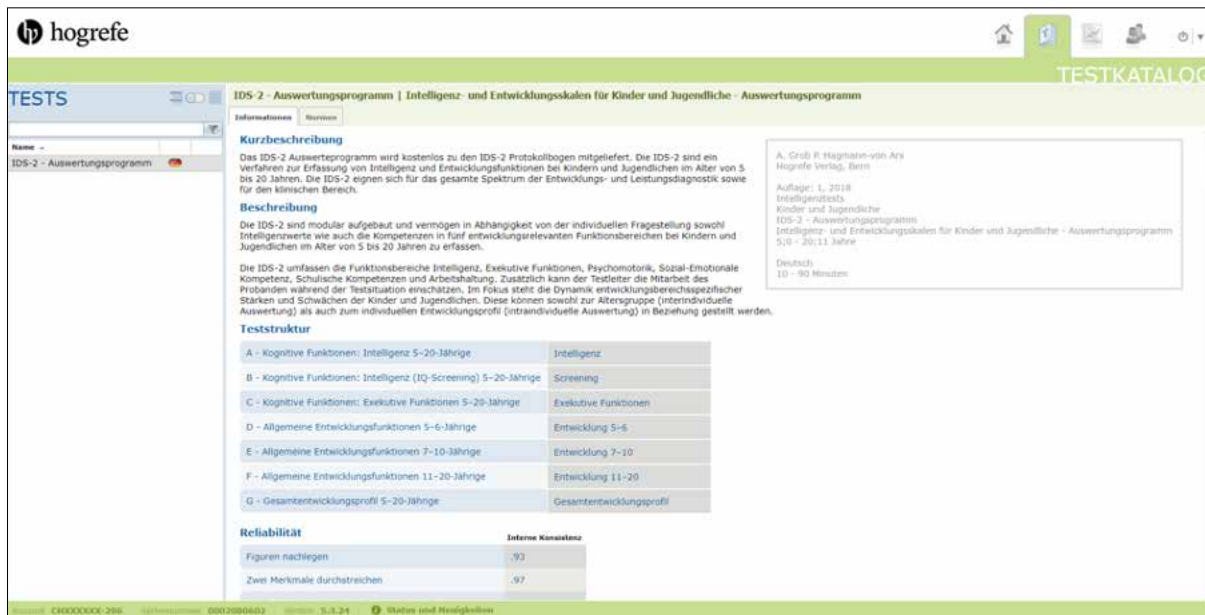 hogrefe
TESTKATALOG
TESTS
Name
IDS-2 - Auswertungsprogramm
IDS-2 - Auswertungsprogramm | Intelligenz- und Entwicklungsskalen für Kinder und Jugendliche - Auswertungsprogramm
Informationen Normen
Kurzbeschreibung
Das IDS-2 Auswerteprogramm wird kostenlos zu den IDS-2 Protokollbogen mitgeliefert. Die IDS-2 sind ein
Verfahren zur Erfassung von Intelligenz und Entwicklungsfunktionen bei Kindern und Jugendlichen im Alter von 5
bis 20 Jahren. Die IDS-2 eignen sich für das gesamte Spektrum der Entwicklungs- und Leistungsdiagnostik sowie
für den klinischen Bereich.
Beschreibung
Die IDS-2 sind modular aufgebaut und vermögen in Abhängigkeit von der individuellen Fragestellung sowohl
Intelligenzwerte wie auch die Kompetenzen in fünf entwicklungsrelevanten Funktionsbereichen bei Kindern und
Jugendlichen im Alter von 5 bis 20 Jahren zu erfassen.
Die IDS-2 umfassen die Funktionsbereiche Intelligenz, Exekutive Funktionen, Psychomotorik, Sozial-Emotionale
Kompetenz, Schulische Kompetenzen und Arbeitshaltung. Zusätzlich kann der Testleiter die Mitarbeit des
Probanden während der Testsituation einschätzen. Im Fokus steht die Dynamik entwicklungsbereichsspezifischer
Stärken und Schwächen der Kinder und Jugendlichen. Diese können sowohl zur Altersgruppe (interindividuelle
Auswertung) als auch zum individuellen Entwicklungsprofil (intraindividuelle Auswertung) in Beziehung gestellt werden.
A. Grob P. Hagmann-von Arx
Hogrefe Verlag, Bern
Auflage: 1, 2018
Intelligenztests
Kinder und Jugendliche
IDS-2 - Auswertungsprogramm
Intelligenz- und Entwicklungsskalen für Kinder und Jugendliche - Auswertungsprogramm
5;0 - 20;11 Jahre
Deutsch
10 - 90 Minuten
Teststruktur
A - Kognitive Funktionen: Intelligenz 5-20-Jährige Intelligenz
B - Kognitive Funktionen: Intelligenz (IQ-Screening) 5-20-Jährige Screening
C - Kognitive Funktionen: Exekutive Funktionen 5-20-Jährige Exekutive Funktionen
D - Allgemeine Entwicklungsfunktionen 5-6-Jährige Entwicklung 5-6
E - Allgemeine Entwicklungsfunktionen 7-10-Jährige Entwicklung 7-10
F - Allgemeine Entwicklungsfunktionen 11-20-Jährige Entwicklung 11-20
G - Gesamtentwicklungsprofil 5-20-Jährige Gesamtentwicklungsprofil
Reliabilität Interne Konsistenz
Figuren nachlegen .93
Zwei Merkmale durchstreichen .97
5.3.24 Status und Neuigkeiten